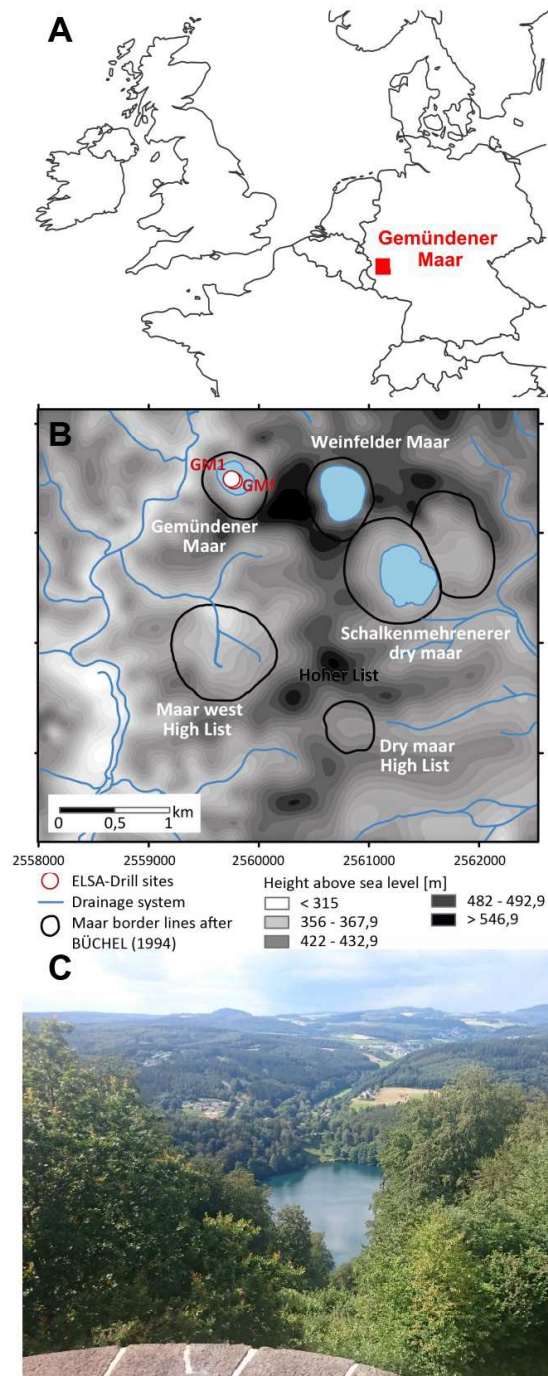 A
Gemündener
Maar
B
Weinfelder Maar
GM1
GMf
Gemündener
Maar
Schalkenmehrenerer
dry maar
Hoher List
Maar west
High List
Dry maar
High List
km
0 0,5 1
2558000 2559000 2560000 2561000 2562000
ELSA-Drill sites
Drainage system
Maar border lines after
BÜCHEL (1994)
Height above sea level [m]
< 315
356 - 367,9
422 - 432,9
482 - 492,9
> 546,9
C